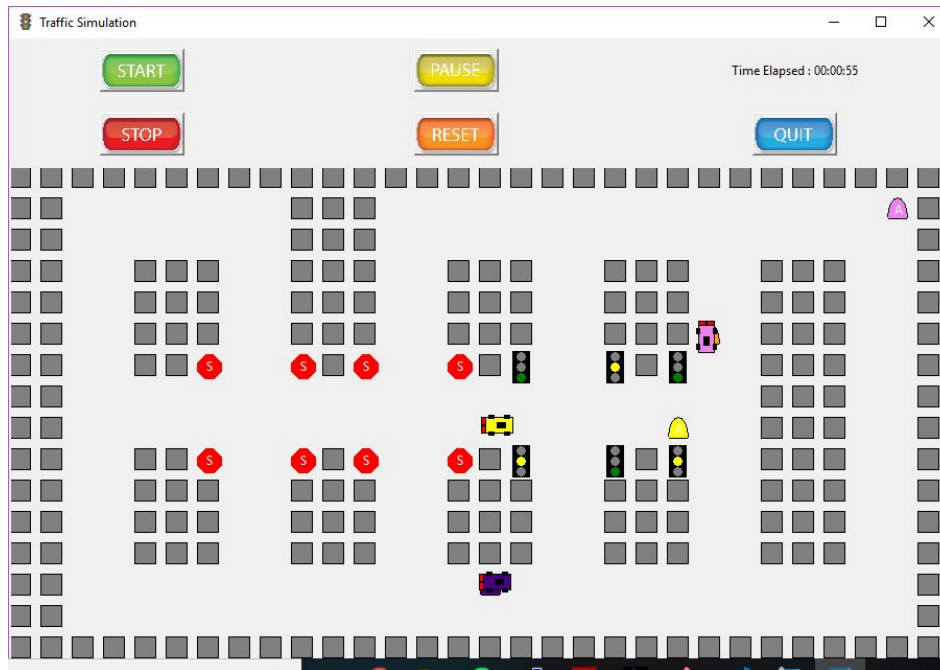 Traffic Simulation
START
PAUSE
Time Elapsed : 00:00:55
STOP
RESET
QUIT
A
S
S
S
S
A
S
S
S
S